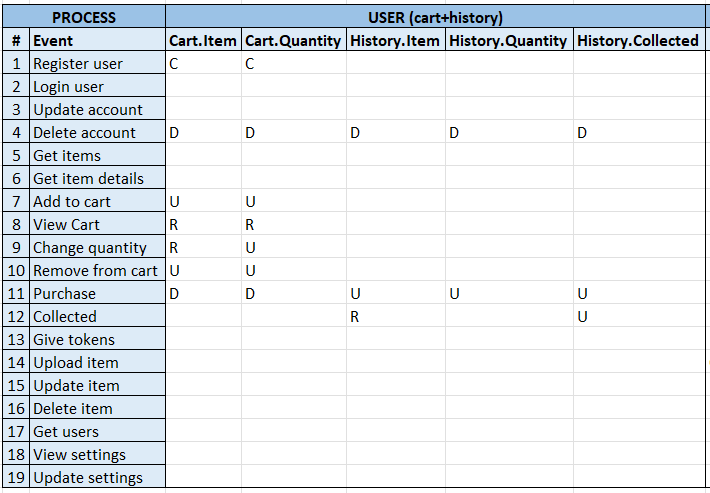 PROCESS USER (cart+history)
# Event Cart.Item Cart.Quantity History.Item History.Quantity History.Collected
1 Register user C C
2 Login user
3 Update account
4 Delete account D D D D D
5 Get items
6 Get item details
7 Add to cart U U
8 View Cart R R
9 Change quantity R U
10 Remove from cart U U
11 Purchase D D U U U
12 Collected R U
13 Give tokens
14 Upload item
15 Update item
16 Delete item
17 Get users
18 View settings
19 Update settings